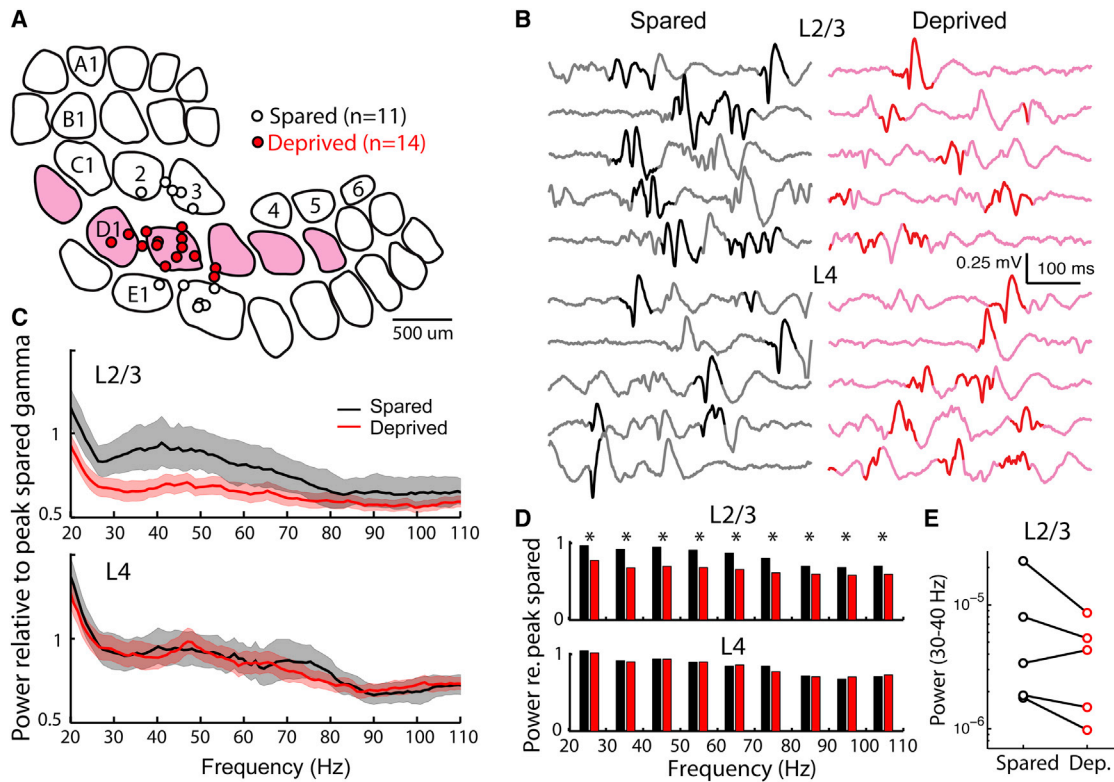 A
A1
B1
C1
2
3
D1
E1
4
5
6
Spared (n=11)
Deprived (n=14)
500 um
B
Spared
Deprived
L2/3
L4
0.25 mV
100 ms
C
Power relative to peak spared gamma
L2/3
Spared
Deprived
1
0.5
20 30 40 50 60 70 80 90 100 110
L4
1
0.5
20 30 40 50 60 70 80 90 100 110
Frequency (Hz)
D
Power re. peak spared
L2/3
* * * * * * * * *
1
0
L4
1
0
20 30 40 50 60 70 80 90 100 110
Frequency (Hz)
E
L2/3
Power (30-40 Hz)
10⁻⁵
10⁻⁶
Spared Dep.